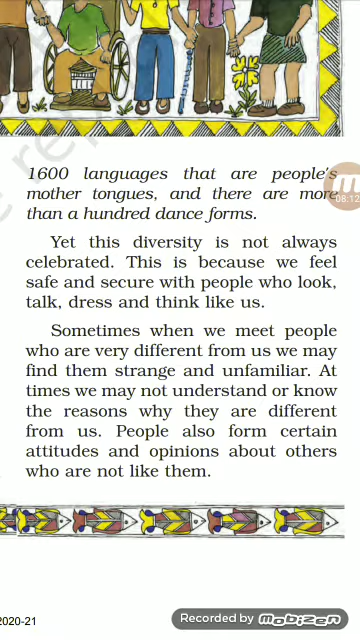 1600 languages that are people's
mother tongues, and there are more
than a hundred dance forms.
Yet this diversity is not always
celebrated. This is because we feel
safe and secure with people who look,
talk, dress and think like us.
Sometimes when we meet people
who are very different from us we may
find them strange and unfamiliar. At
times we may not understand or know
the reasons why they are different
from us. People also form certain
attitudes and opinions about others
who are not like them.
08:12
2020-21
Recorded by mobizen